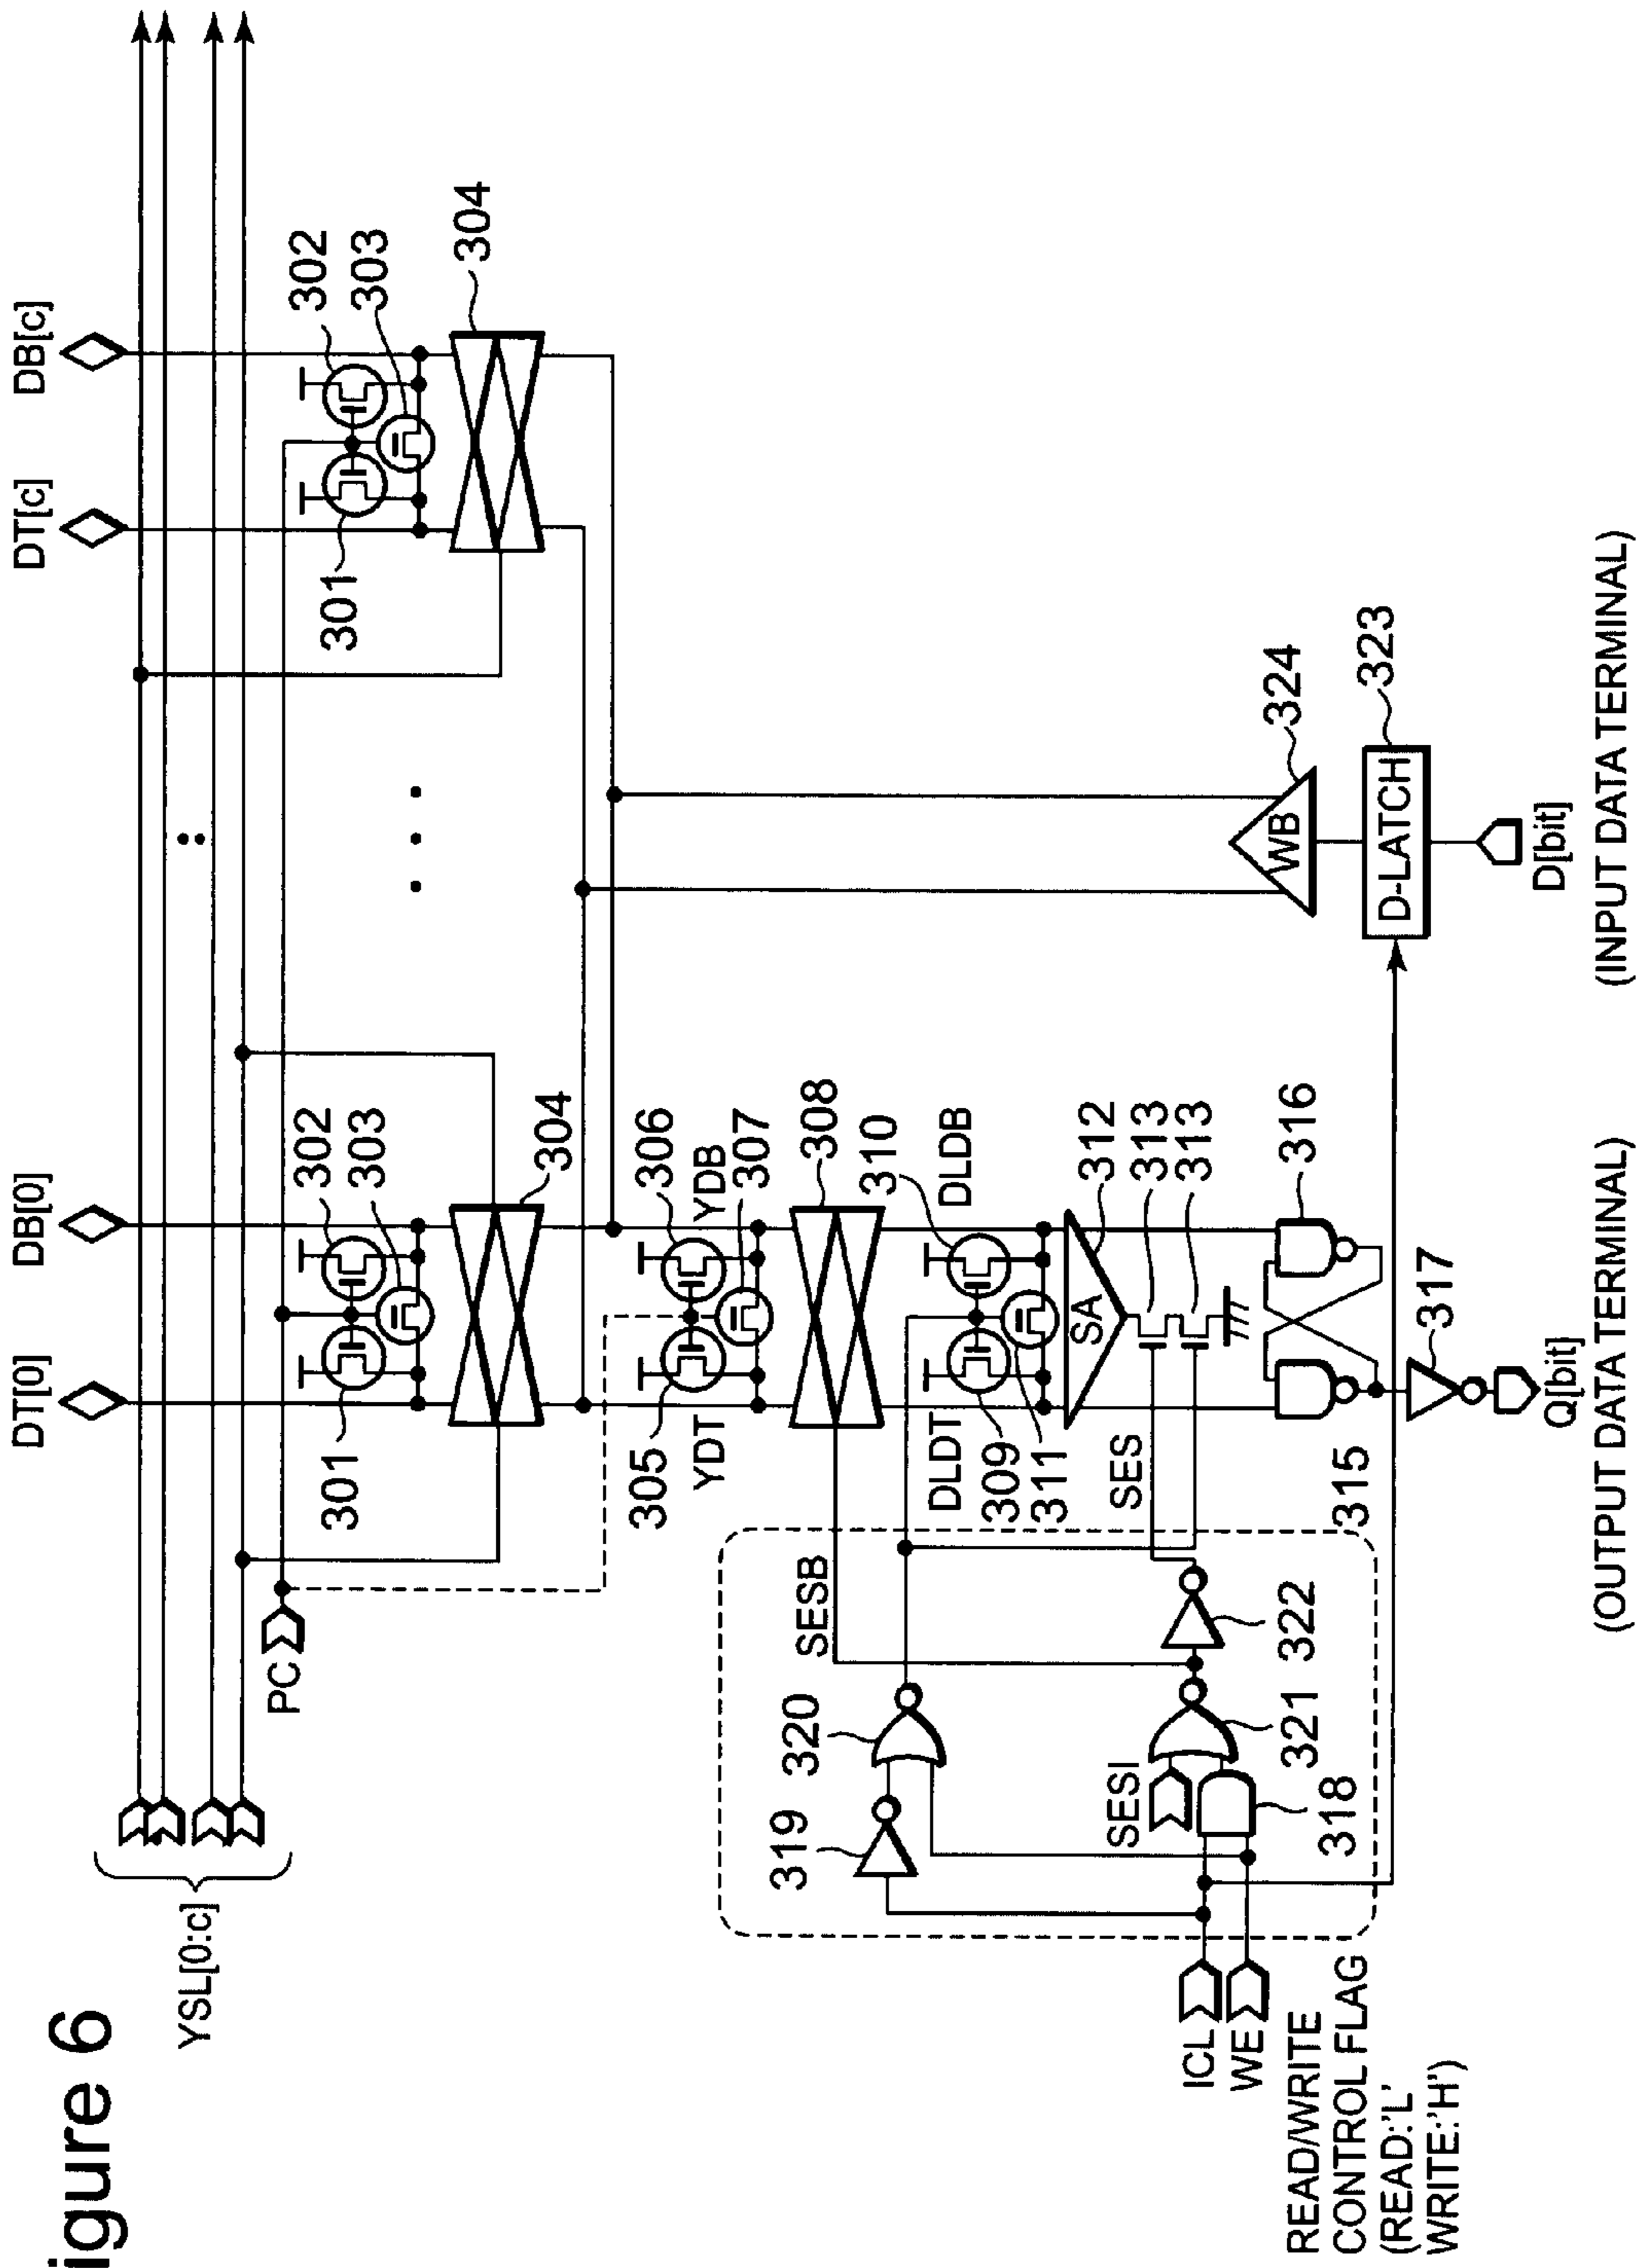 igure 6
YSL[0:c]
PC
DT[0]
DB[0]
DT[c]
DB[c]
301
302
303
304
301
302
303
304
305
306
YDT
YDB
307
308
SESB
DLDT
DLDB
309
310
311
SA
312
313
313
SES
315
316
317
Q[bit]
(OUTPUT DATA TERMINAL)
319
320
SESI
321
322
318
ICL
WE
READ/WRITE
CONTROL FLAG
(READ:'L'
WRITE:'H')
WB
324
D-LATCH
323
D[bit]
(INPUT DATA TERMINAL)